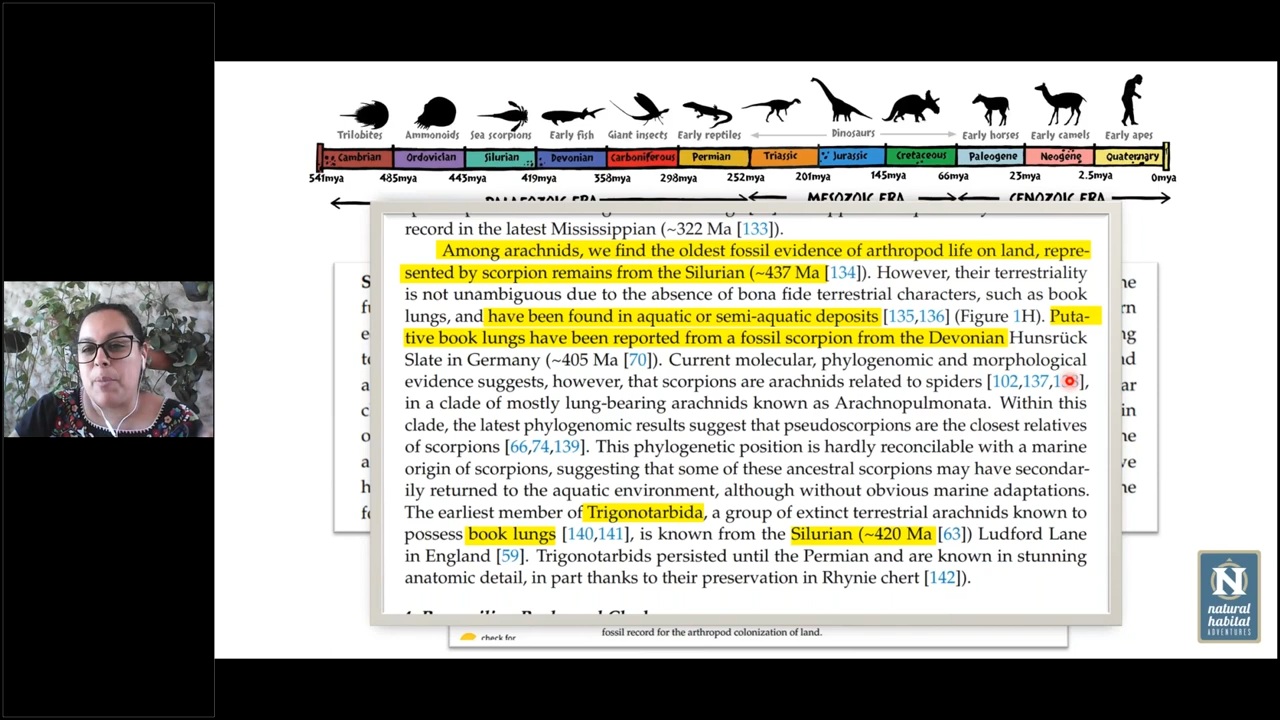 Trilobites Ammonoids Sea scorpions Early fish Giant insects Early reptiles Dinosaurs Early horses Early camels Early apes
Cambrian Ordovician Silurian Devonian Carboniferous Permian Triassic Jurassic Cretaceous Paleogene Neogene Quaternary
541mya 485mya 443mya 419mya 358mya 298mya 252mya 201mya 145mya 66mya 23mya 2.5mya 0mya
PALAEOZOIC ERA MESOZOIC ERA CENOZOIC ERA
record in the latest Mississippian (~322 Ma [133]).
Among arachnids, we find the oldest fossil evidence of arthropod life on land, repre-
sented by scorpion remains from the Silurian (~437 Ma [134]). However, their terrestriality
is not unambiguous due to the absence of bona fide terrestrial characters, such as book
lungs, and have been found in aquatic or semi-aquatic deposits [135,136] (Figure 1H). Puta-
tive book lungs have been reported from a fossil scorpion from the Devonian Hunsrück
Slate in Germany (~405 Ma [70]). Current molecular, phylogenomic and morphological
evidence suggests, however, that scorpions are arachnids related to spiders [102,137,
in a clade of mostly lung-bearing arachnids known as Arachnopulmonata. Within this
clade, the latest phylogenomic results suggest that pseudoscorpions are the closest relatives
of scorpions [66,74,139]. This phylogenetic position is hardly reconcilable with a marine
origin of scorpions, suggesting that some of these ancestral scorpions may have secondar-
ily returned to the aquatic environment, although without obvious marine adaptations.
The earliest member of Trigonotarbida, a group of extinct terrestrial arachnids known to
possess book lungs [140,141], is known from the Silurian (~420 Ma [63]) Ludford Lane
in England [59]. Trigonotarbids persisted until the Permian and are known in stunning
anatomic detail, in part thanks to their preservation in Rhynie chert [142]).
check for
fossil record for the arthropod colonization of land.
N
natural
habitat
ADVENTURES